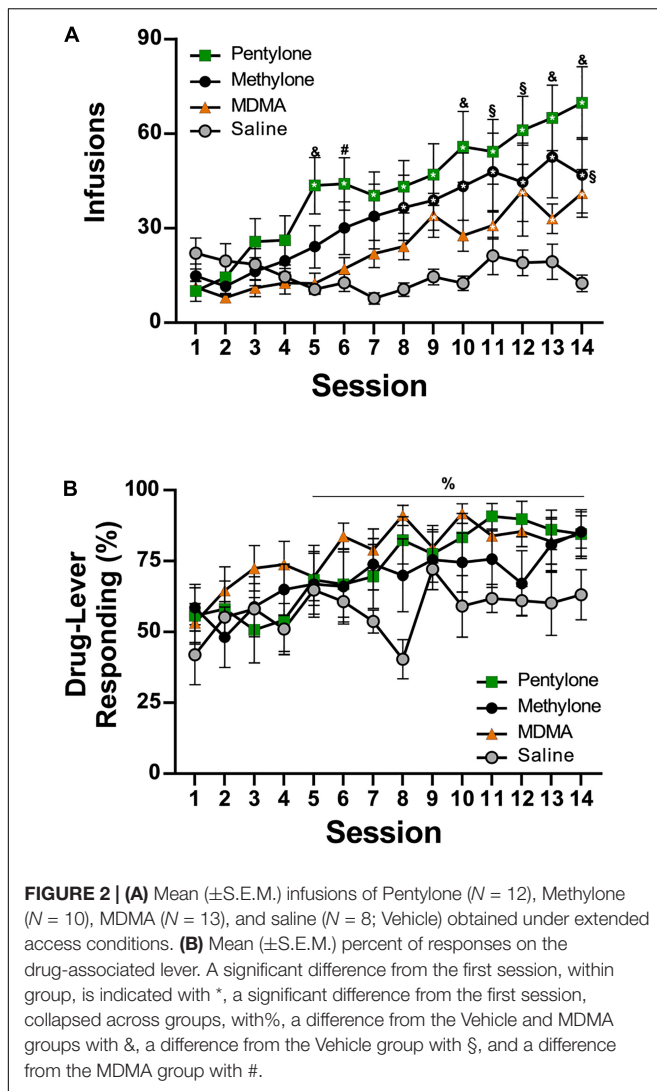 A
Infusions
90
60
30
0
Pentylone
Methylone
MDMA
Saline
& # & § § & &
§
1 2 3 4 5 6 7 8 9 10 11 12 13 14
Session
B
Drug-Lever
Responding (%)
100
75
50
25
0
%
Pentylone
Methylone
MDMA
Saline
1 2 3 4 5 6 7 8 9 10 11 12 13 14
Session
FIGURE 2 | (A) Mean (±S.E.M.) infusions of Pentylone (N = 12), Methylone
(N = 10), MDMA (N = 13), and saline (N = 8; Vehicle) obtained under extended
access conditions. (B) Mean (±S.E.M.) percent of responses on the
drug-associated lever. A significant difference from the first session, within
group, is indicated with *, a significant difference from the first session,
collapsed across groups, with%, a difference from the Vehicle and MDMA
groups with &, a difference from the Vehicle group with §, and a difference
from the MDMA group with #.